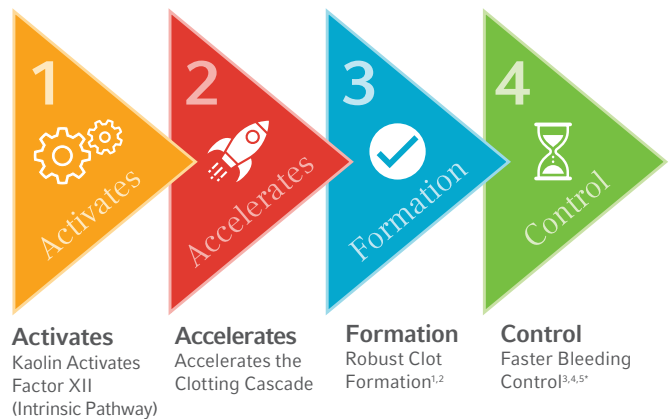 1
2
3
4
Activates
Accelerates
Formation
Control
Activates
Kaolin Activates
Factor XII
(Intrinsic Pathway)
Accelerates
Accelerates the
Clotting Cascade
Formation
Robust Clot
Formation¹,²
Control
Faster Bleeding
Control³,⁴,⁵*